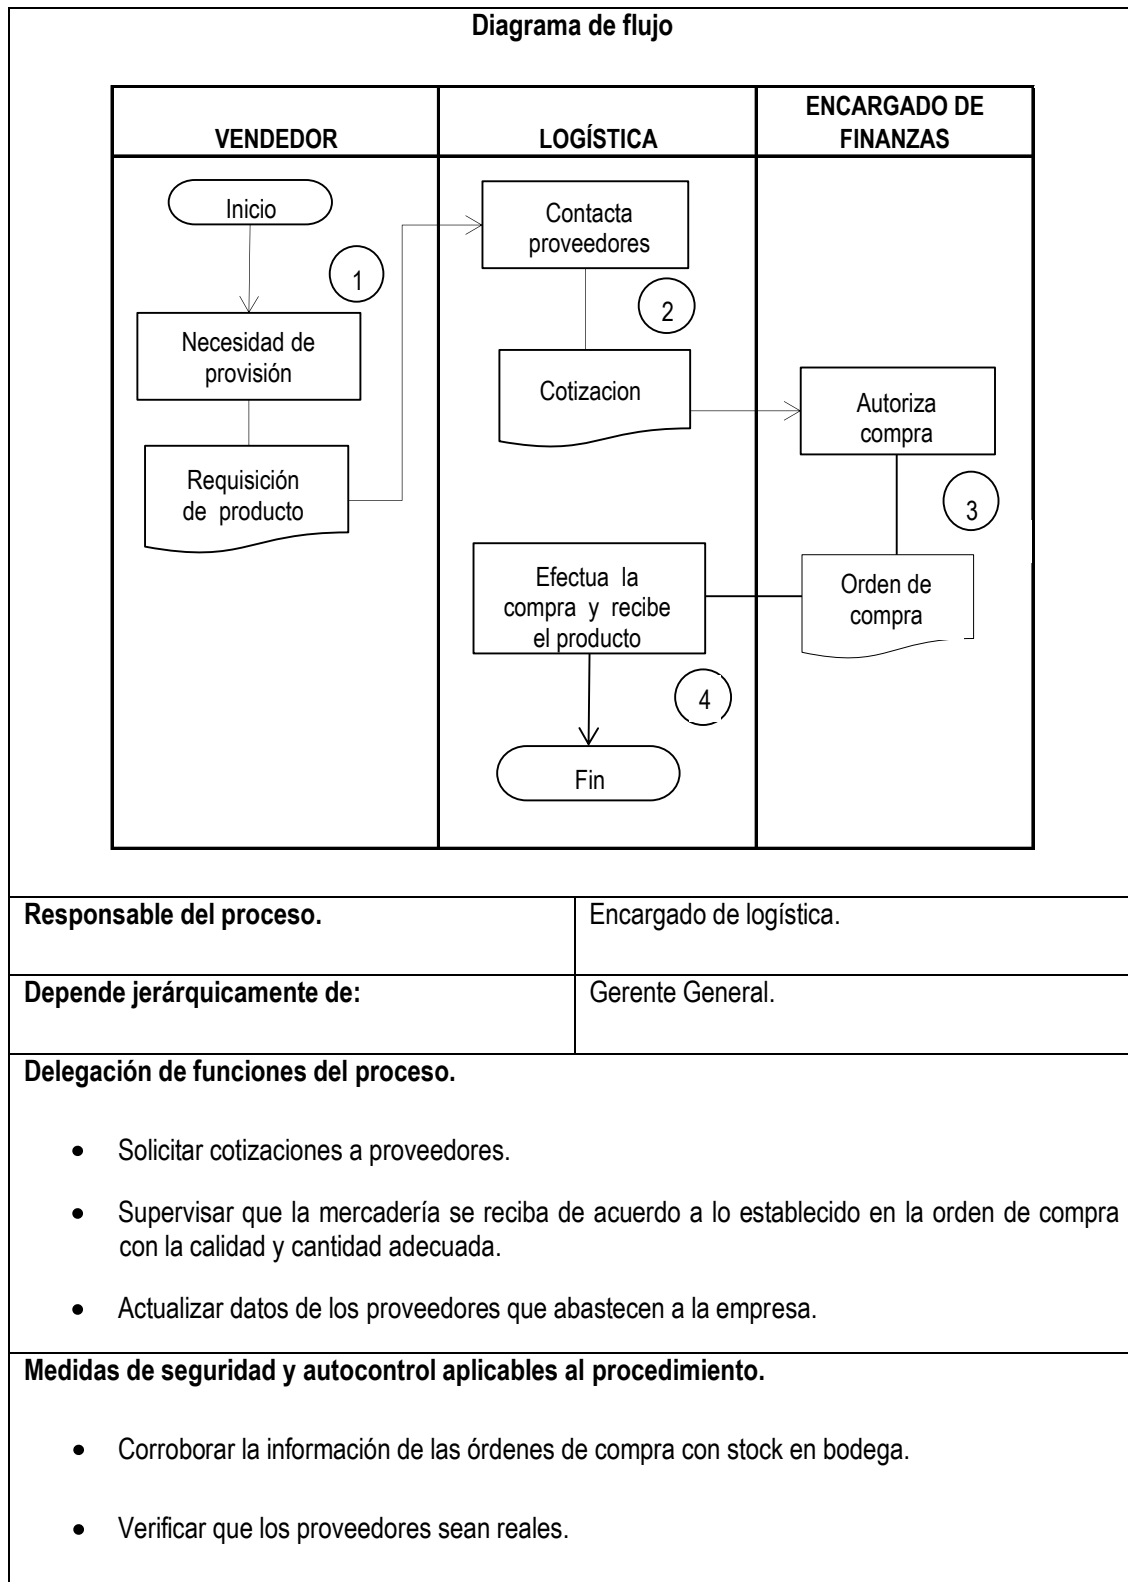 Diagrama de flujo
VENDEDOR
LOGÍSTICA
ENCARGADO DE
FINANZAS
Inicio
1
Necesidad de
provisión
Requisición
de producto
Contacta
proveedores
2
Cotizacion
Autoriza
compra
3
Orden de
compra
Efectua la
compra y recibe
el producto
4
Fin
Responsable del proceso.
Encargado de logística.
Depende jerárquicamente de:
Gerente General.
Delegación de funciones del proceso.
• Solicitar cotizaciones a proveedores.
• Supervisar que la mercadería se reciba de acuerdo a lo establecido en la orden de compra
con la calidad y cantidad adecuada.
• Actualizar datos de los proveedores que abastecen a la empresa.
Medidas de seguridad y autocontrol aplicables al procedimiento.
• Corroborar la información de las órdenes de compra con stock en bodega.
• Verificar que los proveedores sean reales.